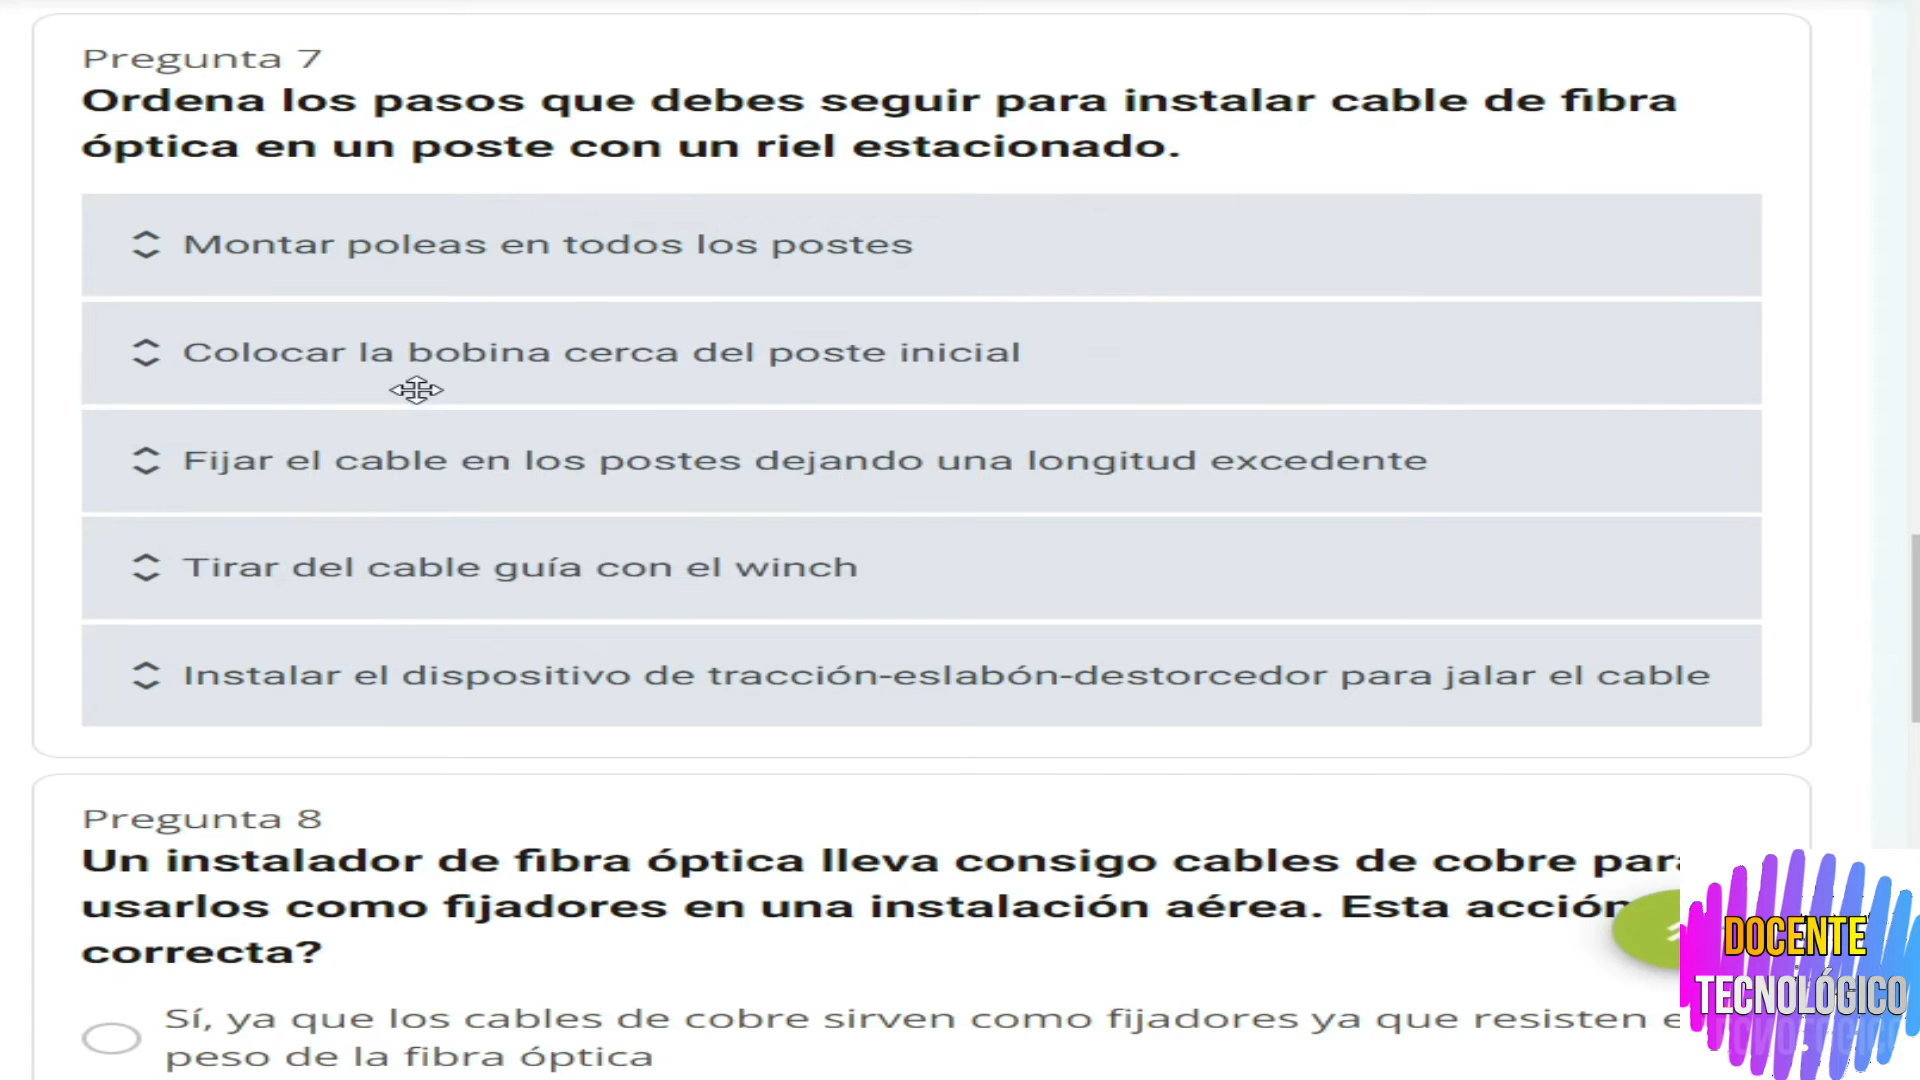 Pregunta 7
Ordena los pasos que debes seguir para instalar cable de fibra
óptica en un poste con un riel estacionado.
Montar poleas en todos los postes
Colocar la bobina cerca del poste inicial
Fijar el cable en los postes dejando una longitud excedente
Tirar del cable guía con el winch
Instalar el dispositivo de tracción-eslabón-destorcedor para jalar el cable
Pregunta 8
Un instalador de fibra óptica lleva consigo cables de cobre para
usarlos como fijadores en una instalación aérea. Esta acción
correcta?
Sí, ya que los cables de cobre sirven como fijadores ya que resisten
peso de la fibra óptica
DOCENTE
TECNOLÓGICO